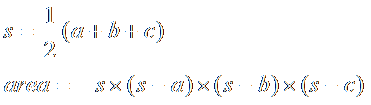 s = 1/2 (a + b + c)
area = s × (s − a) × (s − b) × (s − c)